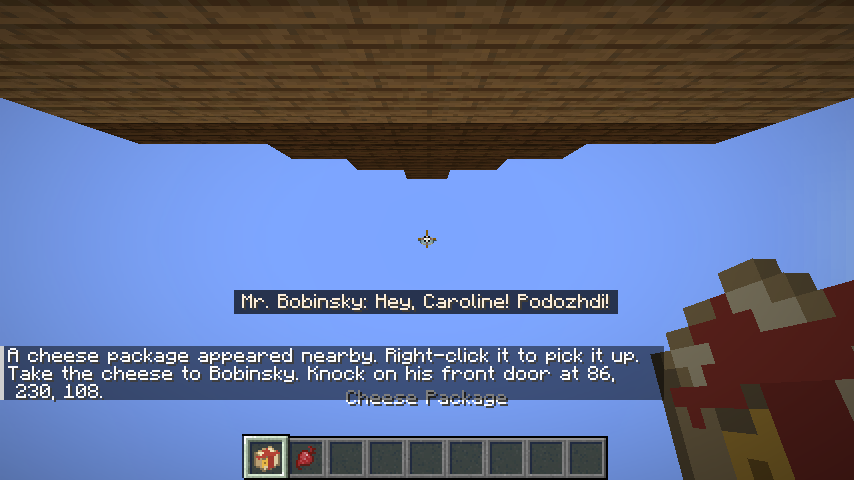 Mr. Bobinsky: Hey, Caroline! Podozhdi!
A cheese package appeared nearby. Right-click it to pick it up.
Take the cheese to Bobinsky. Knock on his front door at 86,
230, 108.
Cheese Package